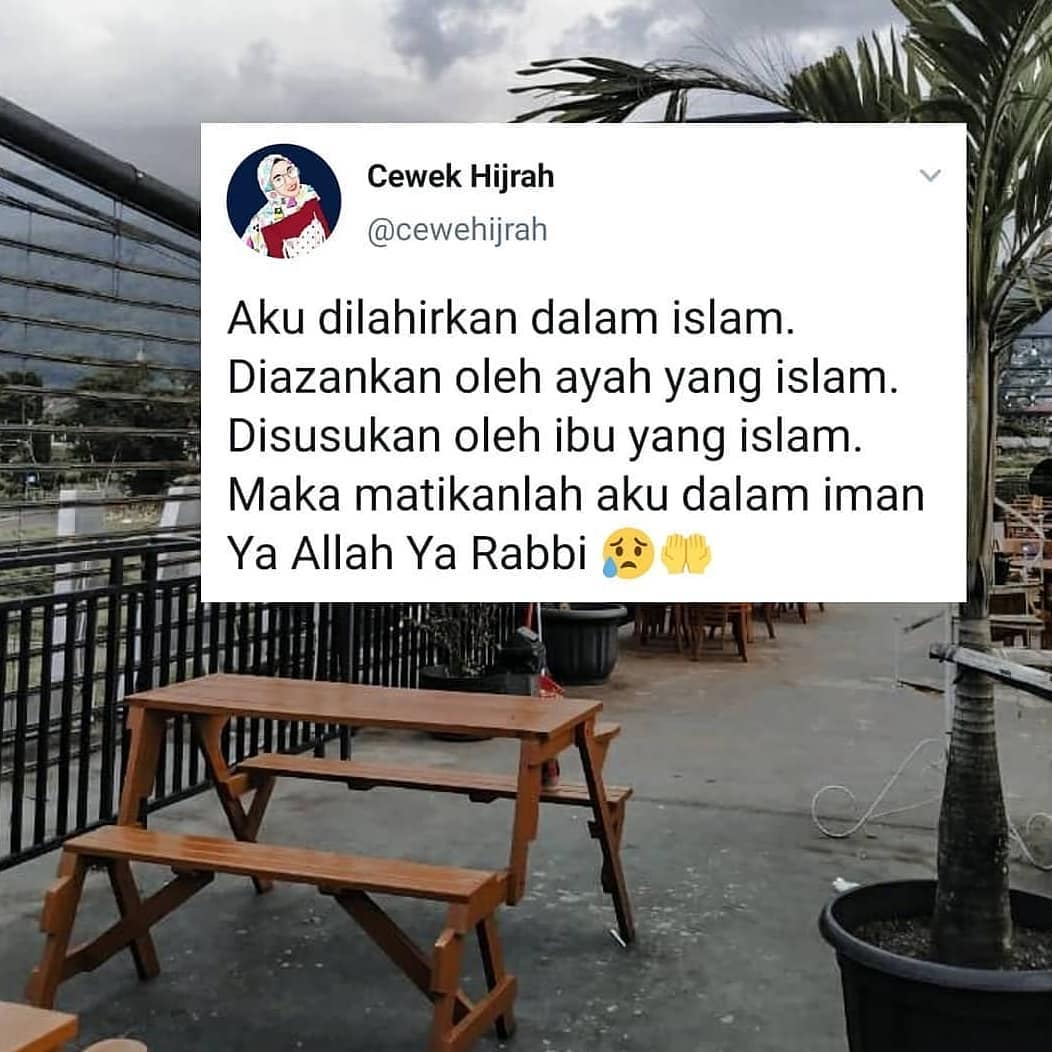 Cewek Hijrah
@cewehijrah
Aku dilahirkan dalam islam.
Diazankan oleh ayah yang islam.
Disusukan oleh ibu yang islam.
Maka matikanlah aku dalam iman
Ya Allah Ya Rabbi 😥🤲